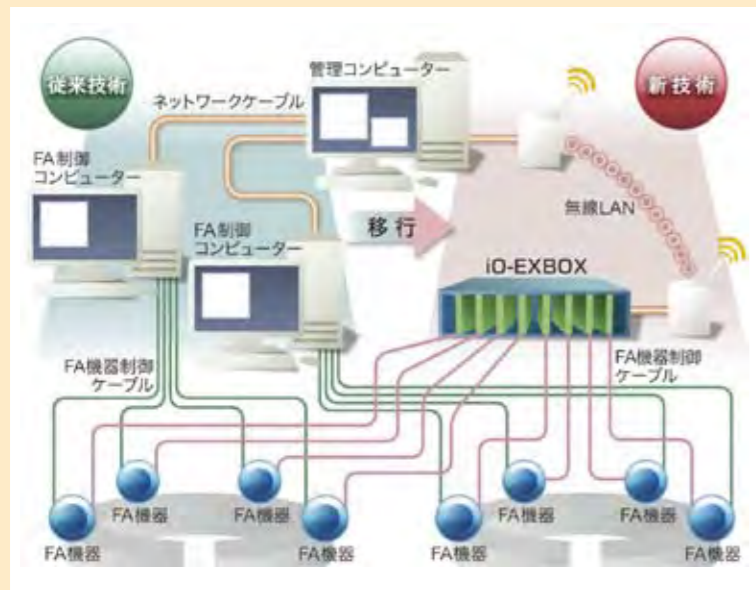 従来技術
管理コンピューター
新技術
ネットワークケーブル
FA制御
コンピューター
FA制御
コンピューター
移行
無線LAN
iO-EXBOX
FA機器制御
ケーブル
FA機器制御
ケーブル
FA機器
FA機器
FA機器
FA機器
FA機器
FA機器
FA機器
FA機器